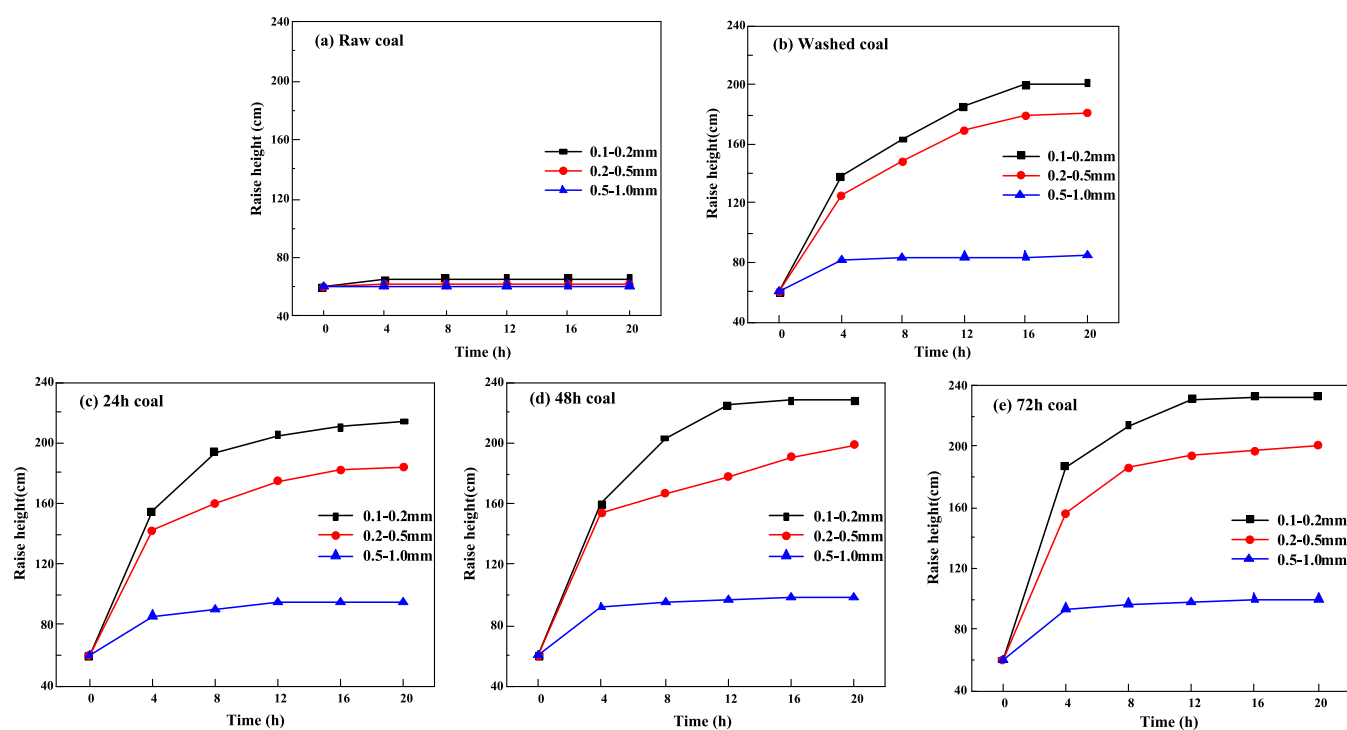 (a) Raw coal
Raise height (cm)
240
200
160
120
80
40
0.1-0.2mm
0.2-0.5mm
0.5-1.0mm
0 4 8 12 16 20
Time (h)
(b) Washed coal
Raise height(cm)
240
200
160
120
80
40
0.1-0.2mm
0.2-0.5mm
0.5-1.0mm
0 4 8 12 16 20
Time (h)
(c) 24h coal
Raise height(cm)
240
200
160
120
80
40
0.1-0.2mm
0.2-0.5mm
0.5-1.0mm
0 4 8 12 16 20
Time (h)
(d) 48h coal
Raise height(cm)
240
200
160
120
80
40
0.1-0.2mm
0.2-0.5mm
0.5-1.0mm
0 4 8 12 16 20
Time (h)
(e) 72h coal
Raise height(cm)
240
200
160
120
80
40
0.1-0.2mm
0.2-0.5mm
0.5-1.0mm
0 4 8 12 16 20
Time (h)